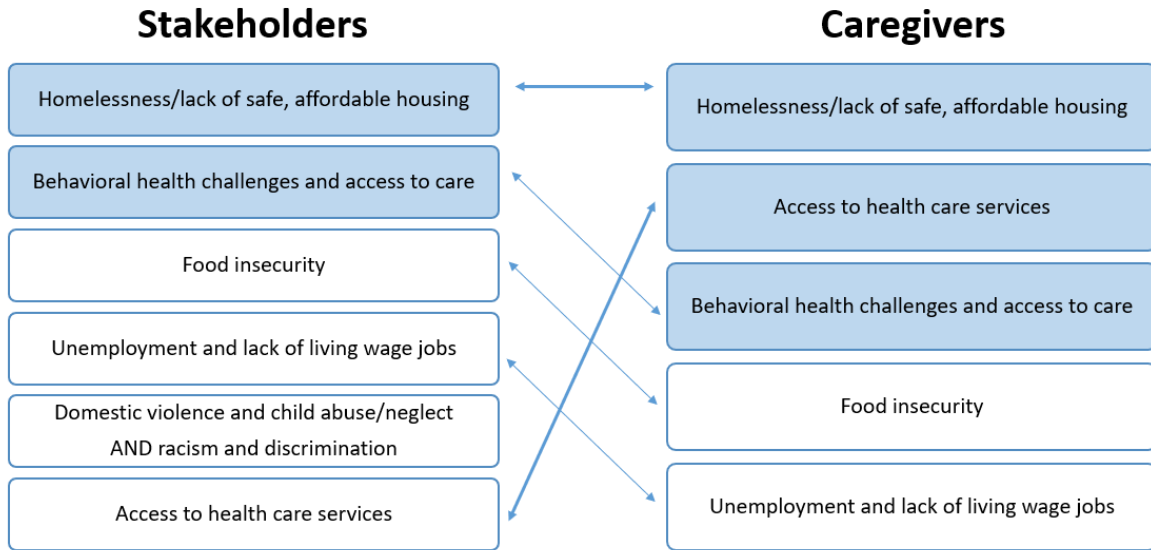 Stakeholders
Homelessness/lack of safe, affordable housing
Behavioral health challenges and access to care
Food insecurity
Unemployment and lack of living wage jobs
Domestic violence and child abuse/neglect
AND racism and discrimination
Access to health care services
Caregivers
Homelessness/lack of safe, affordable housing
Access to health care services
Behavioral health challenges and access to care
Food insecurity
Unemployment and lack of living wage jobs